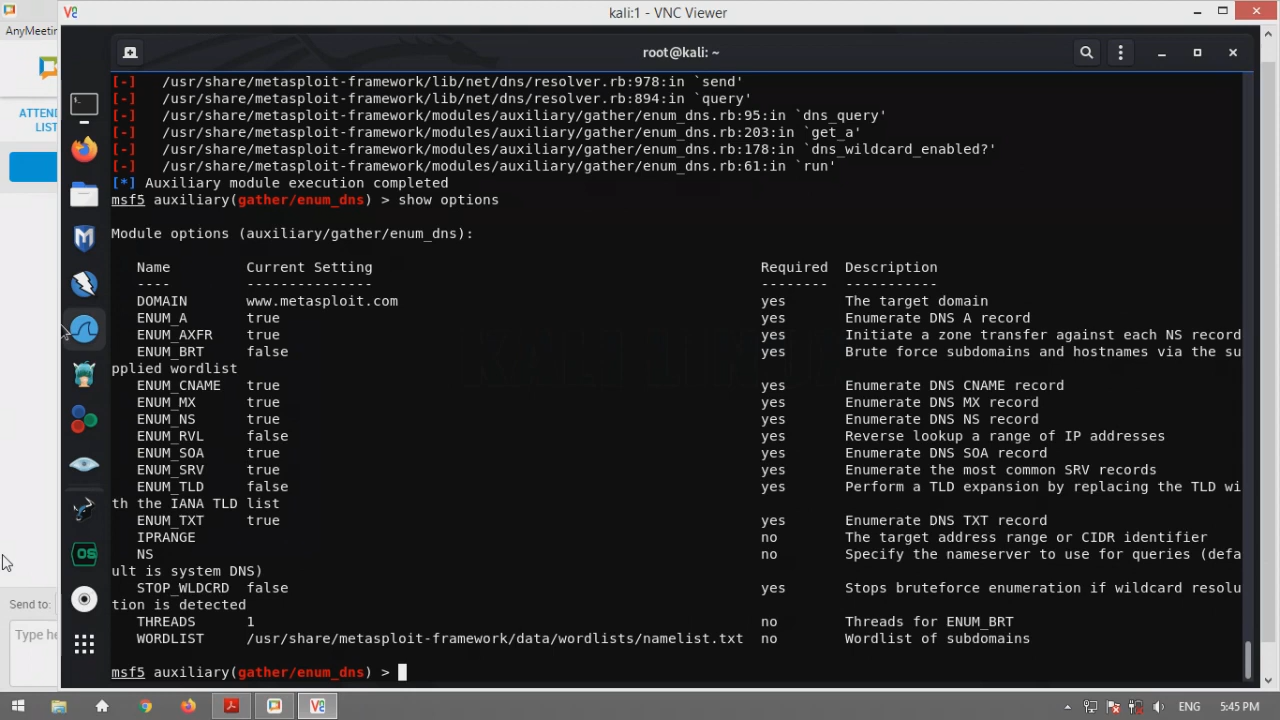 kali:1 - VNC Viewer
AnyMeeting
root@kali: ~
ATTEND
LIST
[-]   /usr/share/metasploit-framework/lib/net/dns/resolver.rb:978:in `send'
[-]   /usr/share/metasploit-framework/lib/net/dns/resolver.rb:894:in `query'
[-]   /usr/share/metasploit-framework/modules/auxiliary/gather/enum_dns.rb:95:in `dns_query'
[-]   /usr/share/metasploit-framework/modules/auxiliary/gather/enum_dns.rb:203:in `get_a'
[-]   /usr/share/metasploit-framework/modules/auxiliary/gather/enum_dns.rb:178:in `dns_wildcard_enabled?'
[-]   /usr/share/metasploit-framework/modules/auxiliary/gather/enum_dns.rb:61:in `run'
[*] Auxiliary module execution completed
msf5 auxiliary(gather/enum_dns) > show options
Module options (auxiliary/gather/enum_dns):
Name Current Setting Required Description
---- --------------- -------- -----------
DOMAIN www.metasploit.com yes The target domain
ENUM_A true yes Enumerate DNS A record
ENUM_AXFR true yes Initiate a zone transfer against each NS record
ENUM_BRT false yes Brute force subdomains and hostnames via the su
pplied wordlist
ENUM_CNAME true yes Enumerate DNS CNAME record
ENUM_MX true yes Enumerate DNS MX record
ENUM_NS true yes Enumerate DNS NS record
ENUM_RVL false yes Reverse lookup a range of IP addresses
ENUM_SOA true yes Enumerate DNS SOA record
ENUM_SRV true yes Enumerate the most common SRV records
ENUM_TLD false yes Perform a TLD expansion by replacing the TLD wi
th the IANA TLD list
ENUM_TXT true yes Enumerate DNS TXT record
IPRANGE no The target address range or CIDR identifier
NS no Specify the nameserver to use for queries (defa
ult is system DNS)
STOP_WLDCRD false yes Stops bruteforce enumeration if wildcard resolu
tion is detected
THREADS 1 no Threads for ENUM_BRT
WORDLIST /usr/share/metasploit-framework/data/wordlists/namelist.txt no Wordlist of subdomains
msf5 auxiliary(gather/enum_dns) >
Send to:
Type he
ENG 5:45 PM